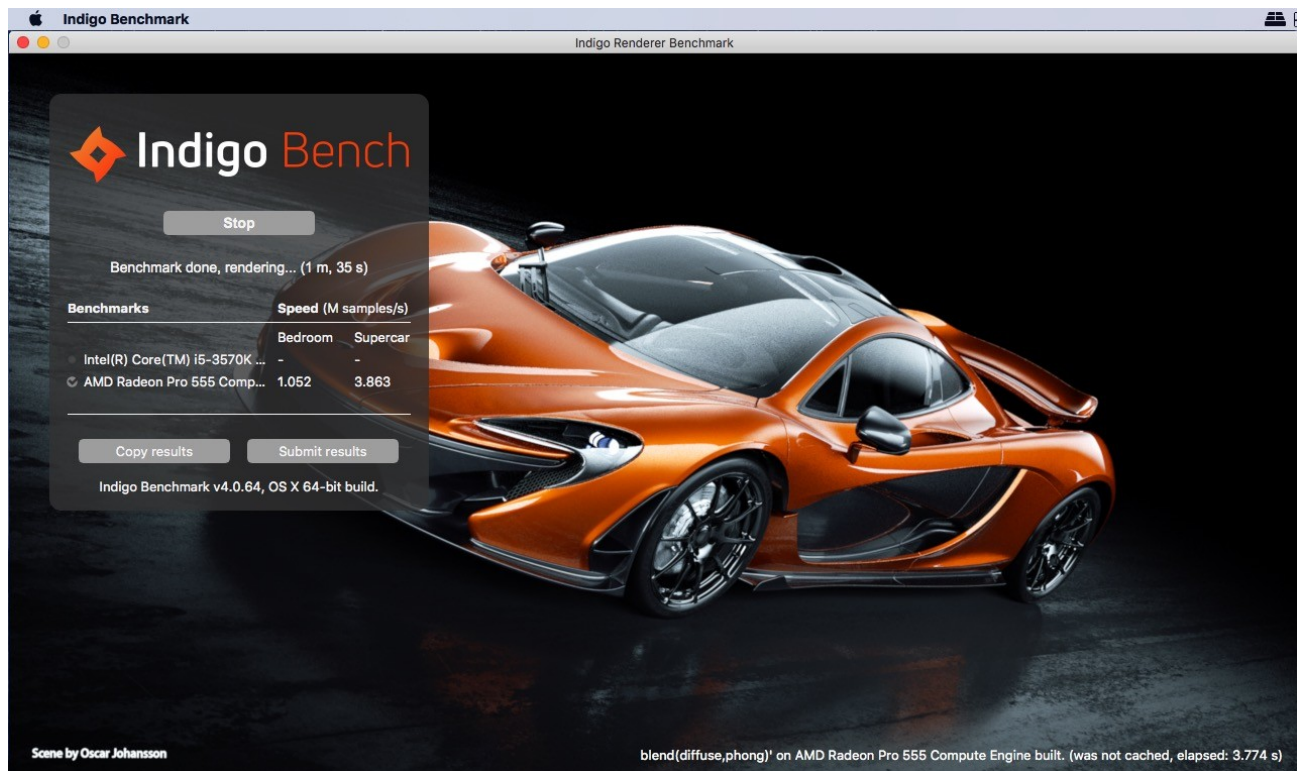 Indigo Benchmark
Indigo Renderer Benchmark
Indigo Bench
Stop
Benchmark done, rendering... (1 m, 35 s)
Benchmarks Speed (M samples/s)
Bedroom Supercar
Intel(R) Core(TM) i5-3570K ... - -
AMD Radeon Pro 555 Comp... 1.052 3.863
Copy results Submit results
Indigo Benchmark v4.0.64, OS X 64-bit build.
Scene by Oscar Johansson
blend(diffuse,phong)' on AMD Radeon Pro 555 Compute Engine built. (was not cached, elapsed: 3.774 s)